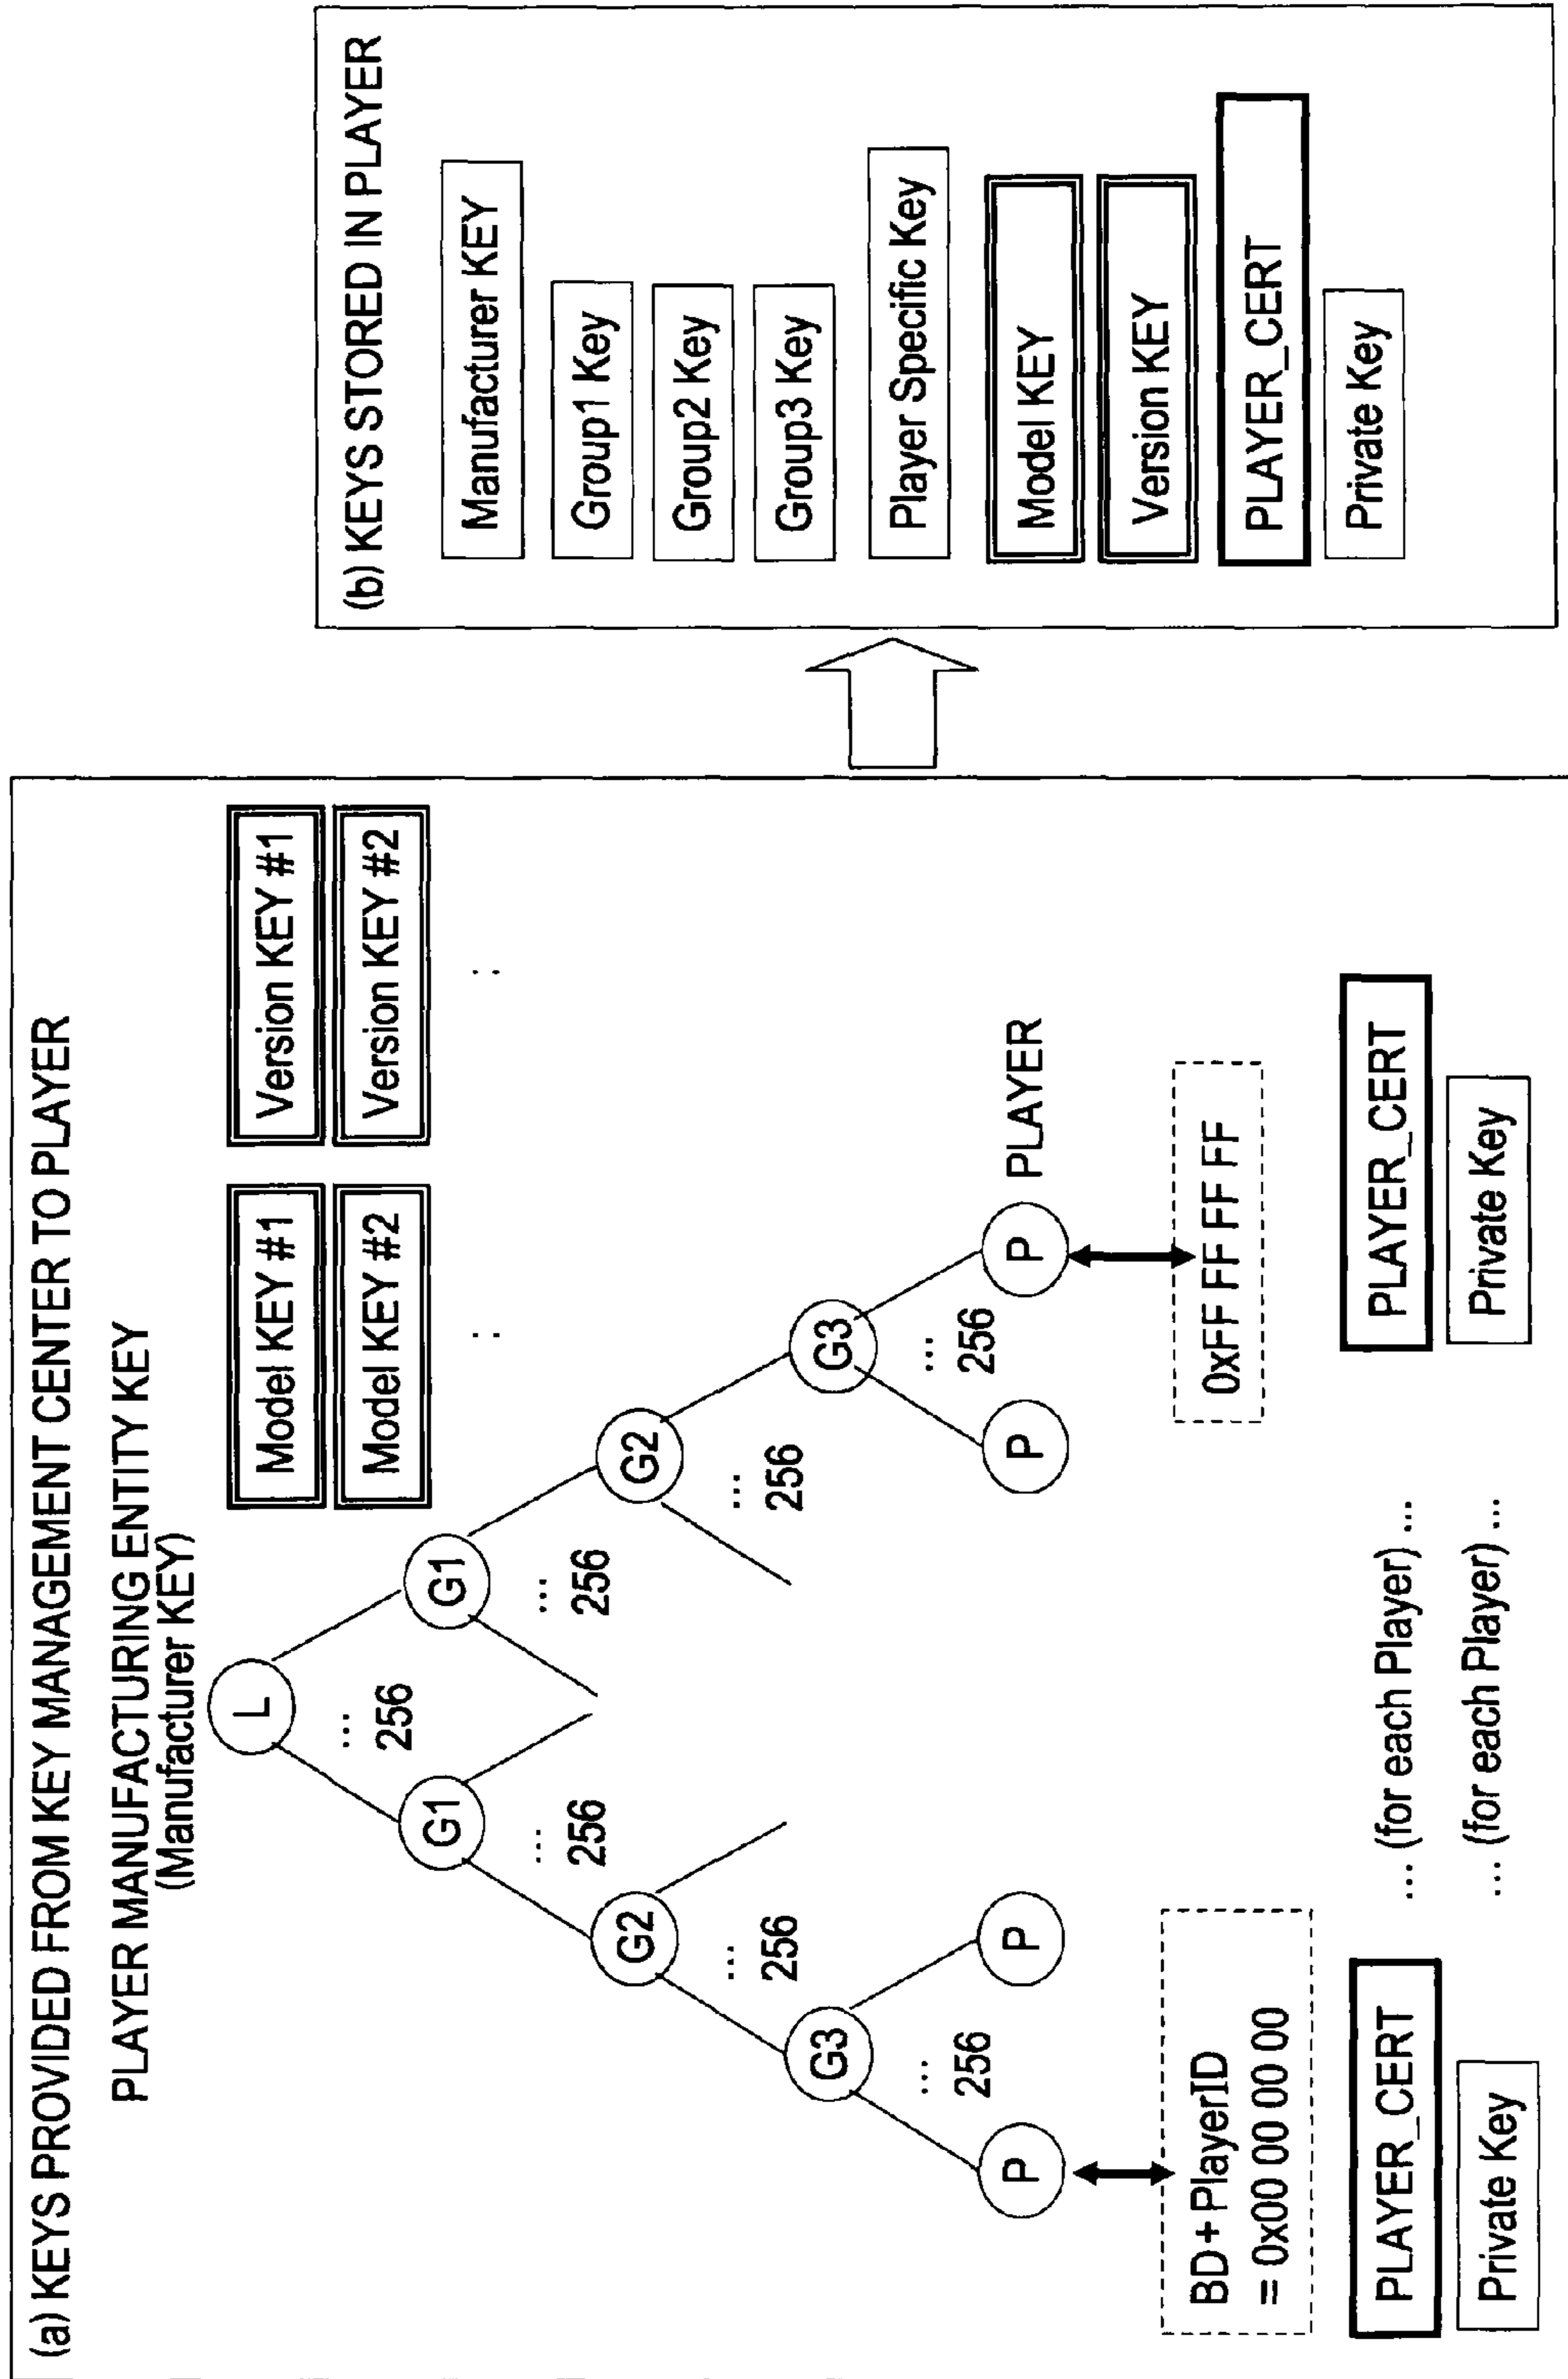 (a) KEYS PROVIDED FROM KEY MANAGEMENT CENTER TO PLAYER
PLAYER MANUFACTURING ENTITY KEY
(Manufacturer KEY)
Model KEY #1
Version KEY #1
Model KEY #2
Version KEY #2
:
:
L
...
256
G1
G1
...
256
...
256
G2
G2
...
256
...
256
G3
G3
...
256
...
256
P
P
P
P
PLAYER
BD+PlayerID
= 0x00 00 00 00
0xFF FF FF FF
PLAYER_CERT
... (for each Player) ...
PLAYER_CERT
Private Key
... (for each Player) ...
Private Key
(b) KEYS STORED IN PLAYER
Manufacturer KEY
Group1 Key
Group2 Key
Group3 Key
Player Specific Key
Model KEY
Version KEY
PLAYER_CERT
Private Key